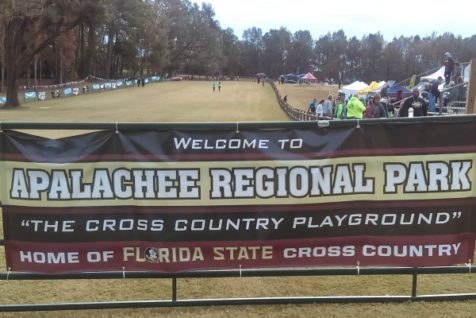 WELCOME TO
APALACHEE REGIONAL PARK
"THE CROSS COUNTRY PLAYGROUND"
HOME OF FLORIDA STATE CROSS COUNTRY